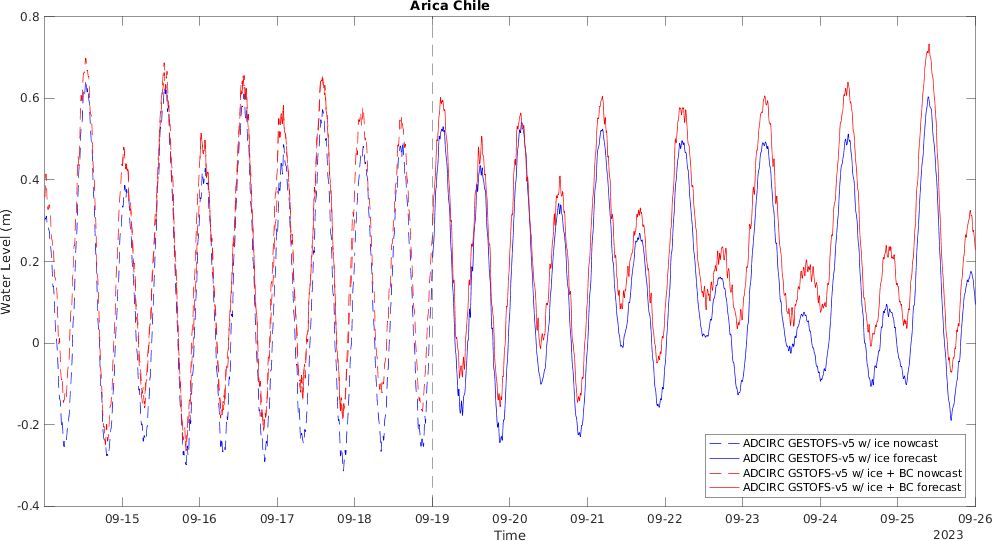 Arica Chile
0.8
0.6
0.4
0.2
0
-0.2
-0.4
Water Level (m)
ADCIRC GESTOFS-v5 w/ ice nowcast
ADCIRC GESTOFS-v5 w/ ice forecast
ADCIRC GSTOFS-v5 w/ ice + BC nowcast
ADCIRC GSTOFS-v5 w/ ice + BC forecast
09-15 09-16 09-17 09-18 09-19 09-20 09-21 09-22 09-23 09-24 09-25 09-26
Time
2023